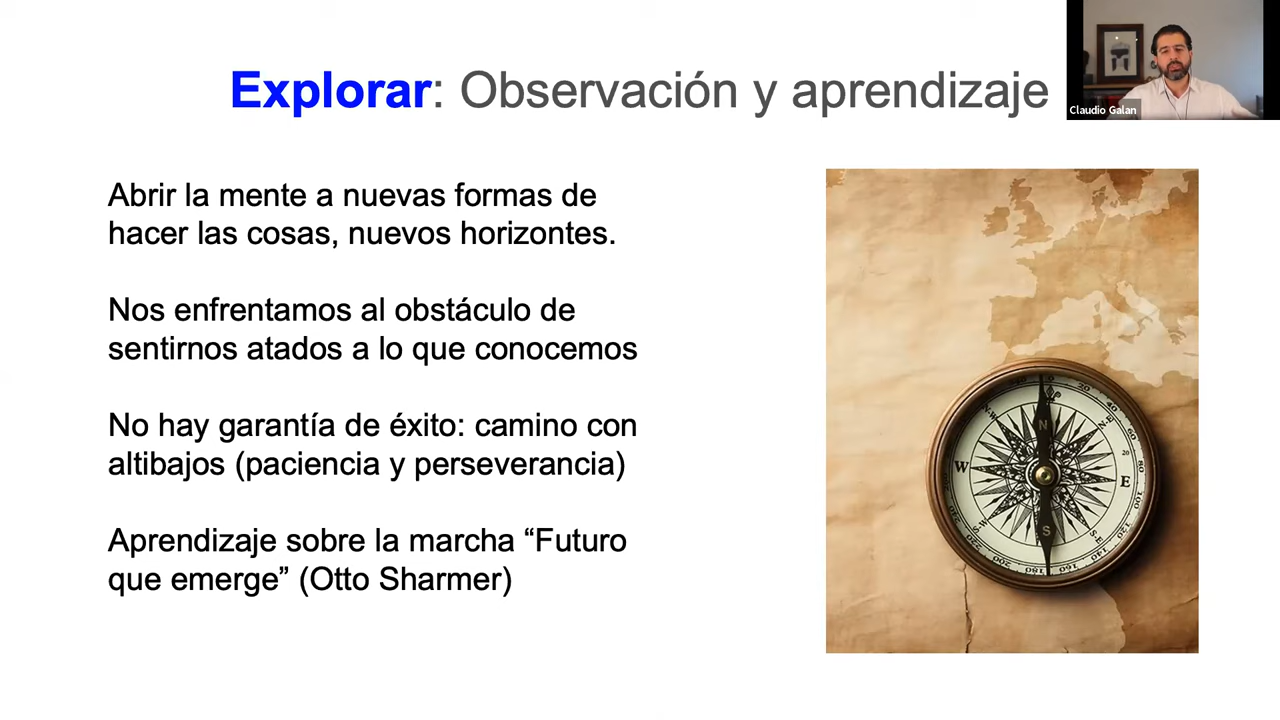 Explorar: Observación y aprendizaje
Claudio Galan
Abrir la mente a nuevas formas de
hacer las cosas, nuevos horizontes.
Nos enfrentamos al obstáculo de
sentirnos atados a lo que conocemos
No hay garantía de éxito: camino con
altibajos (paciencia y perseverancia)
Aprendizaje sobre la marcha “Futuro
que emerge” (Otto Sharmer)
N
W
E
S